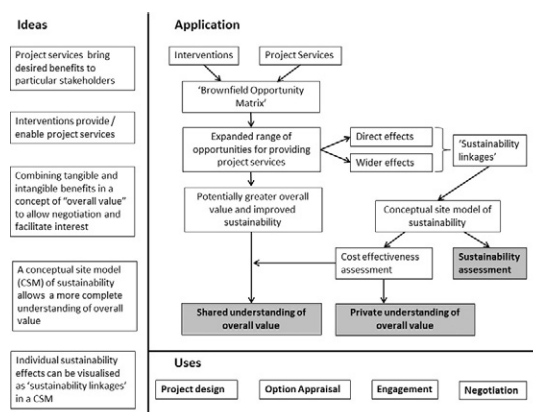 Ideas
Project services bring
desired benefits to
particular stakeholders
Interventions provide /
enable project services
Combining tangible and
intangible benefits in a
concept of “overall value”
to allow negotiation and
facilitate interest
A conceptual site model
(CSM) of sustainability
allows a more complete
understanding of overall
value
Individual sustainability
effects can be visualised
as ‘sustainability linkages’
in a CSM
Application
Interventions
Project Services
‘Brownfield Opportunity
Matrix’
Expanded range of
opportunities for providing
project services
Direct effects
Wider effects
‘Sustainability
linkages’
Potentially greater overall
value and improved
sustainability
Conceptual site model of
sustainability
Cost effectiveness
assessment
Sustainability
assessment
Shared understanding of
overall value
Private understanding of
overall value
Uses
Project design
Option Appraisal
Engagement
Negotiation